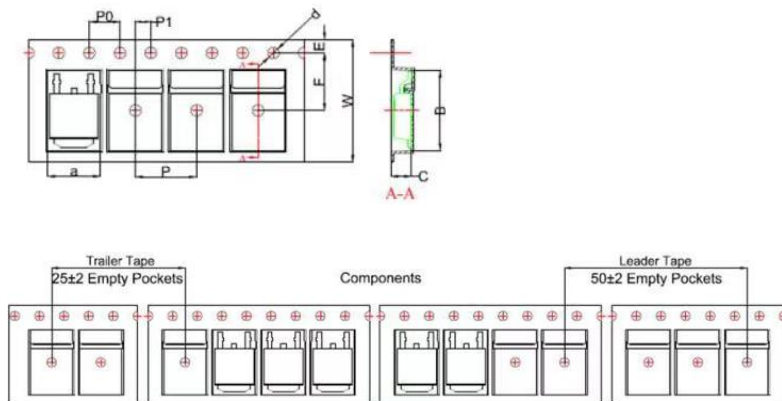 P0
P1
d
E
A
F
W
B
A
a
P
C
A-A
Trailer Tape
25±2 Empty Pockets
Components
Leader Tape
50±2 Empty Pockets